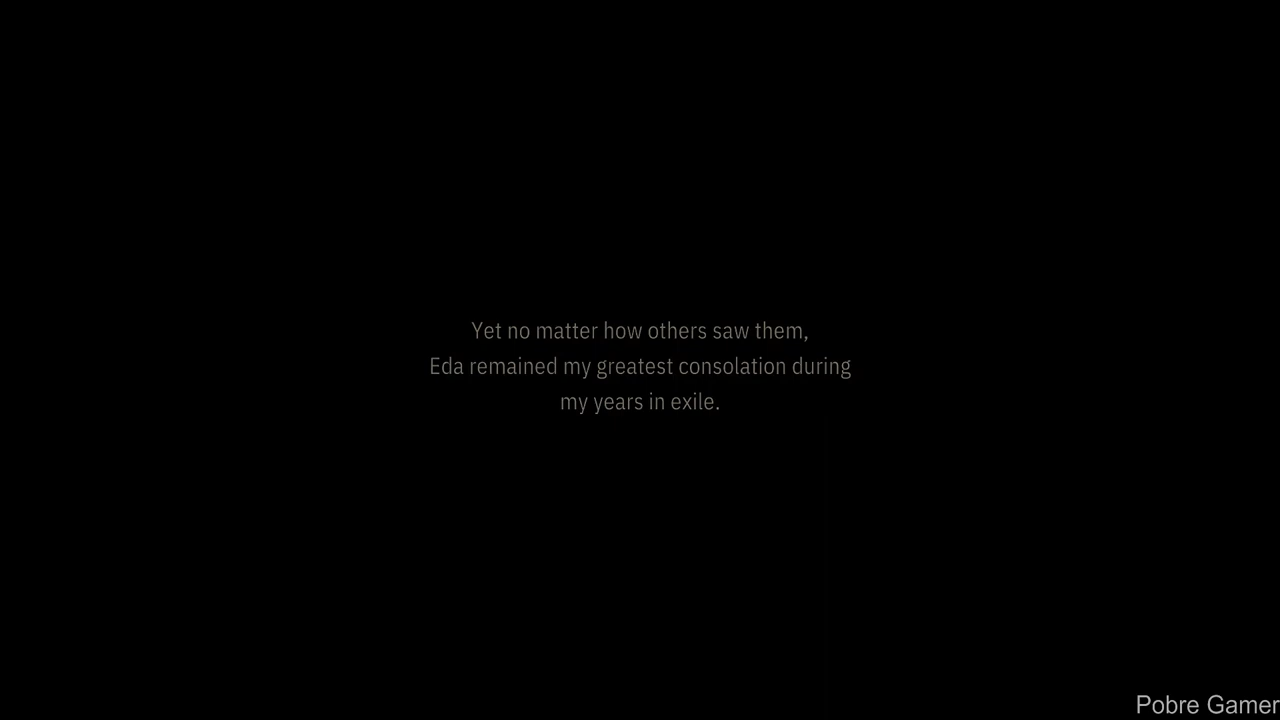 Yet no matter how others saw them,
Eda remained my greatest consolation during
my years in exile.
Pobre Gamer